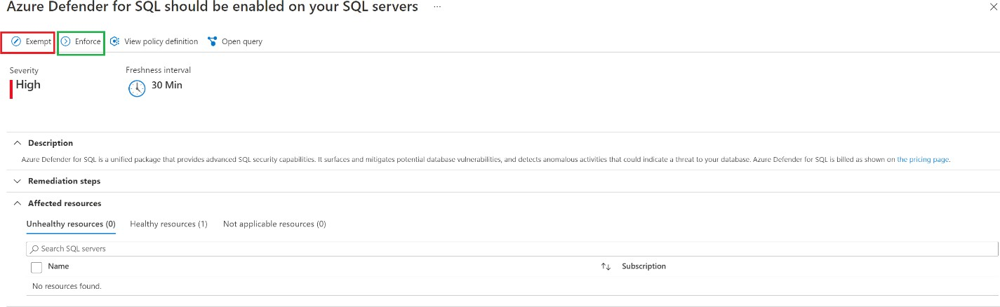 Azure Defender for SQL should be enabled on your SQL servers ...
Exempt Enforce View policy definition Open query
Severity Freshness interval
High 30 Min
Description
Azure Defender for SQL is a unified package that provides advanced SQL security capabilities. It surfaces and mitigates potential database vulnerabilities, and detects anomalous activities that could indicate a threat to your database. Azure Defender for SQL is billed as shown on the pricing page.
Remediation steps
Affected resources
Unhealthy resources (0) Healthy resources (1) Not applicable resources (0)
Search SQL servers
Name Subscription
No resources found.